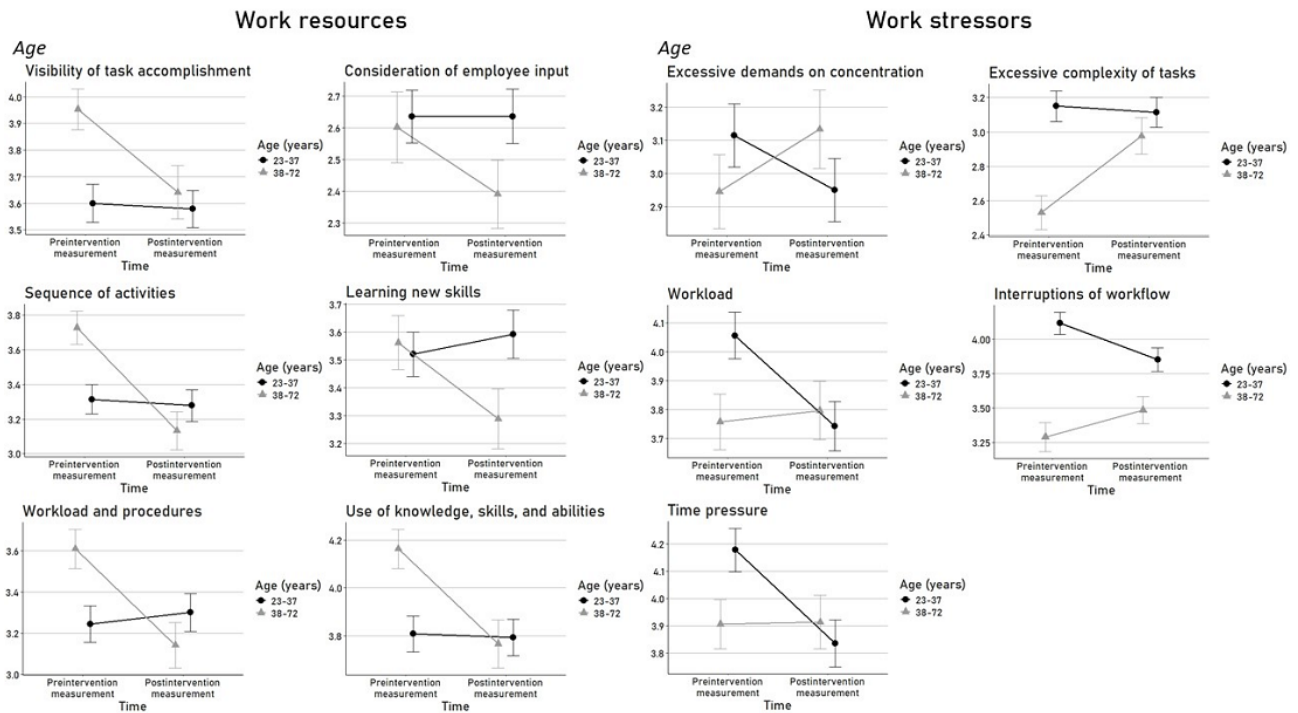 Work resources
Work stressors
Age
Age
Visibility of task accomplishment
4.0
3.9
3.8
3.7
3.6
3.5
Preintervention
measurement
Postintervention
measurement
Time
Age (years)
23-37
38-72
Consideration of employee input
2.7
2.6
2.5
2.4
2.3
Preintervention
measurement
Postintervention
measurement
Time
Age (years)
23-37
38-72
Excessive demands on concentration
3.2
3.1
3.0
2.9
Preintervention
measurement
Postintervention
measurement
Time
Age (years)
23-37
38-72
Excessive complexity of tasks
3.2
3.0
2.8
2.6
2.4
Preintervention
measurement
Postintervention
measurement
Time
Age (years)
23-37
38-72
Sequence of activities
3.8
3.6
3.4
3.2
3.0
Preintervention
measurement
Postintervention
measurement
Time
Age (years)
23-37
38-72
Learning new skills
3.7
3.6
3.5
3.4
3.3
3.2
Preintervention
measurement
Postintervention
measurement
Time
Age (years)
23-37
38-72
Workload
4.1
4.0
3.9
3.8
3.7
Preintervention
measurement
Postintervention
measurement
Time
Age (years)
23-37
38-72
Interruptions of workflow
4.00
3.75
3.50
3.25
Preintervention
measurement
Postintervention
measurement
Time
Age (years)
23-37
38-72
Workload and procedures
3.6
3.4
3.2
3.0
Preintervention
measurement
Postintervention
measurement
Time
Age (years)
23-37
38-72
Use of knowledge, skills, and abilities
4.2
4.0
3.8
Preintervention
measurement
Postintervention
measurement
Time
Age (years)
23-37
38-72
Time pressure
4.2
4.1
4.0
3.9
3.8
Preintervention
measurement
Postintervention
measurement
Time
Age (years)
23-37
38-72